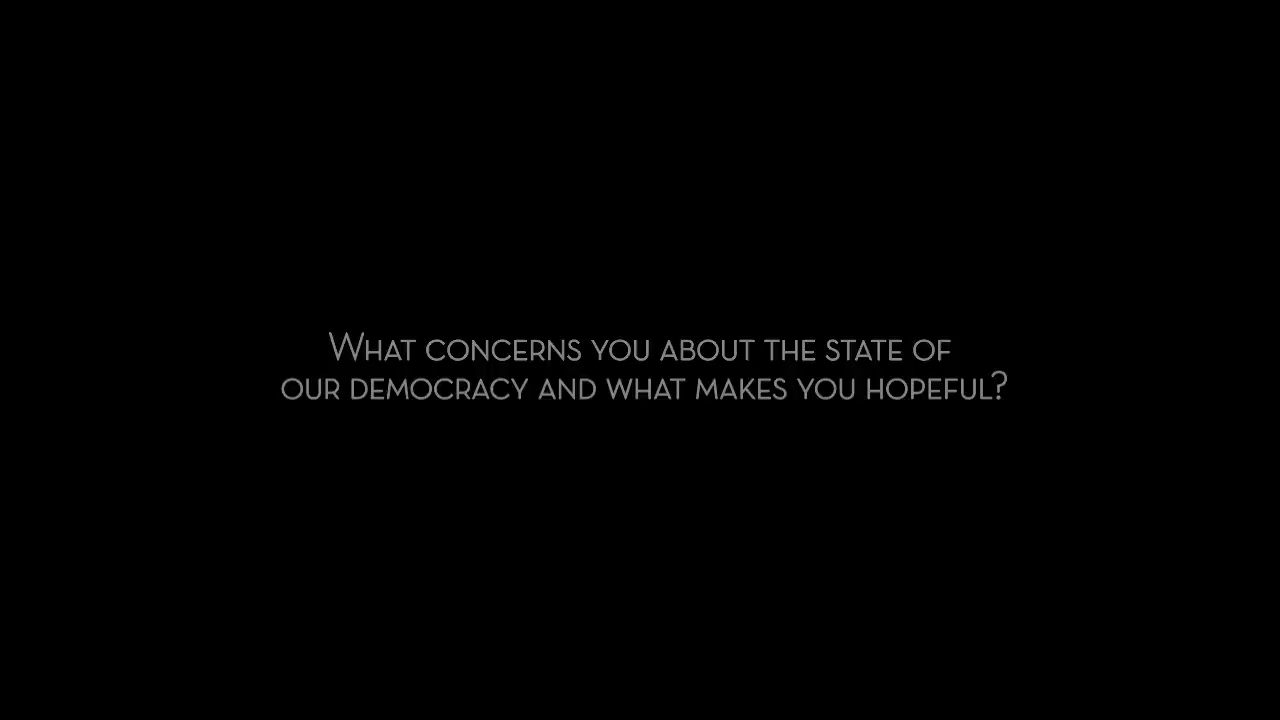 What concerns you about the state of
our democracy and what makes you hopeful?